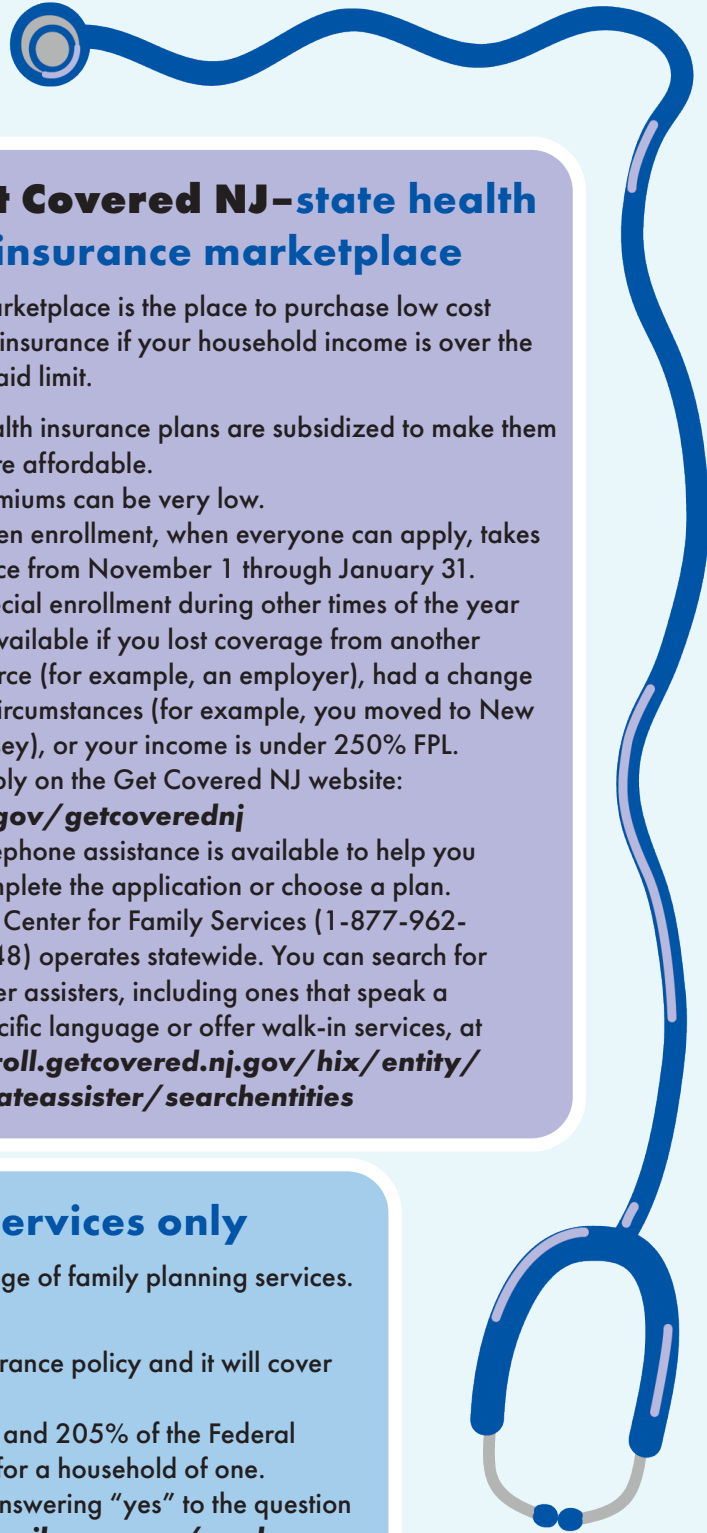 t Covered NJ–state health
insurance marketplace
arketplace is the place to purchase low cost
insurance if your household income is over the
aid limit.
alth insurance plans are subsidized to make them
re affordable.
miums can be very low.
en enrollment, when everyone can apply, takes
ce from November 1 through January 31.
ecial enrollment during other times of the year
vailable if you lost coverage from another
rce (for example, an employer), had a change
ircumstances (for example, you moved to New
sey), or your income is under 250% FPL.
ply on the Get Covered NJ website:
gov/getcoverednj
ephone assistance is available to help you
mplete the application or choose a plan.
Center for Family Services (1-877-962-
48) operates statewide. You can search for
er assisters, including ones that speak a
cific language or offer walk-in services, at
roll.getcovered.nj.gov/hix/entity/
ateassister/searchentities
ervices only
ge of family planning services.
rance policy and it will cover
and 205% of the Federal
for a household of one.
nswering “yes” to the question